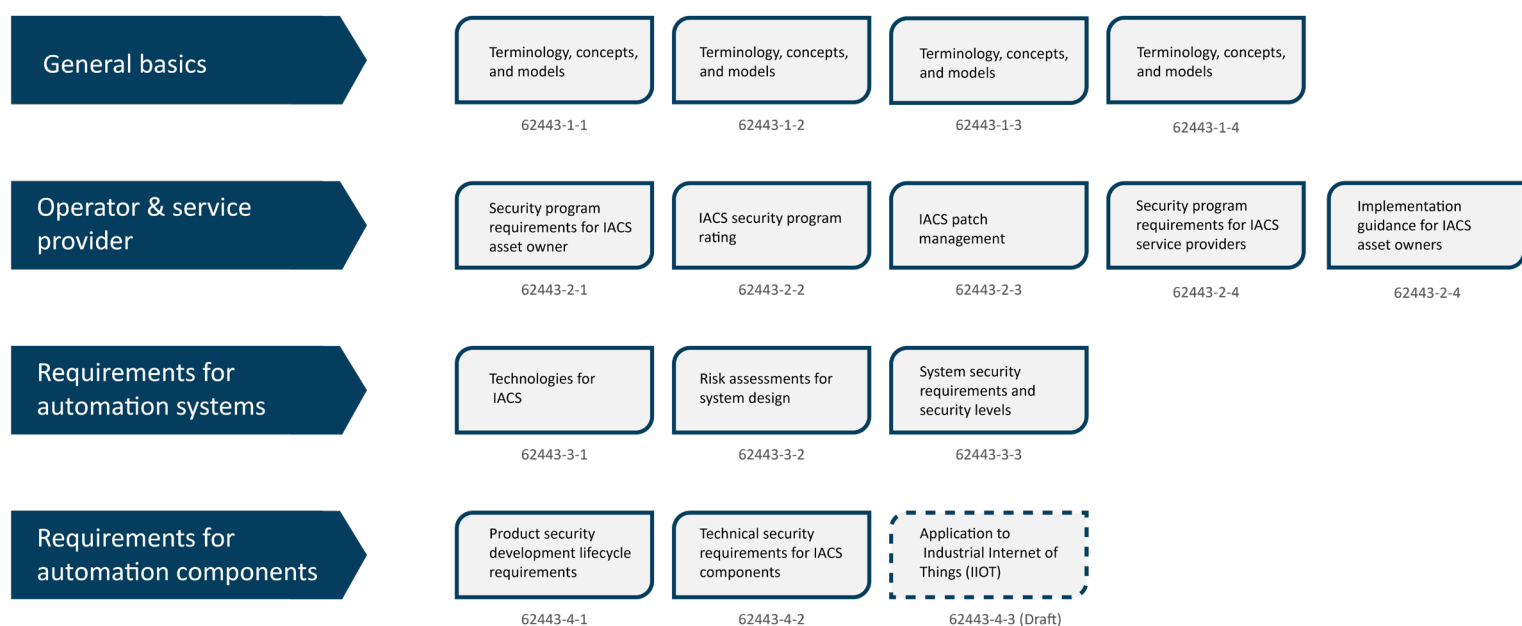 General basics
Terminology, concepts,
and models
62443-1-1
Terminology, concepts,
and models
62443-1-2
Terminology, concepts,
and models
62443-1-3
Terminology, concepts,
and models
62443-1-4
Operator & service
provider
Security program
requirements for IACS
asset owner
62443-2-1
IACS security program
rating
62443-2-2
IACS patch
management
62443-2-3
Security program
requirements for IACS
service providers
62443-2-4
Implementation
guidance for IACS
asset owners
62443-2-4
Requirements for
automation systems
Technologies for
IACS
62443-3-1
Risk assessments for
system design
62443-3-2
System security
requirements and
security levels
62443-3-3
Requirements for
automation components
Product security
development lifecycle
requirements
62443-4-1
Technical security
requirements for IACS
components
62443-4-2
Application to
Industrial Internet of
Things (IIOT)
62443-4-3 (Draft)